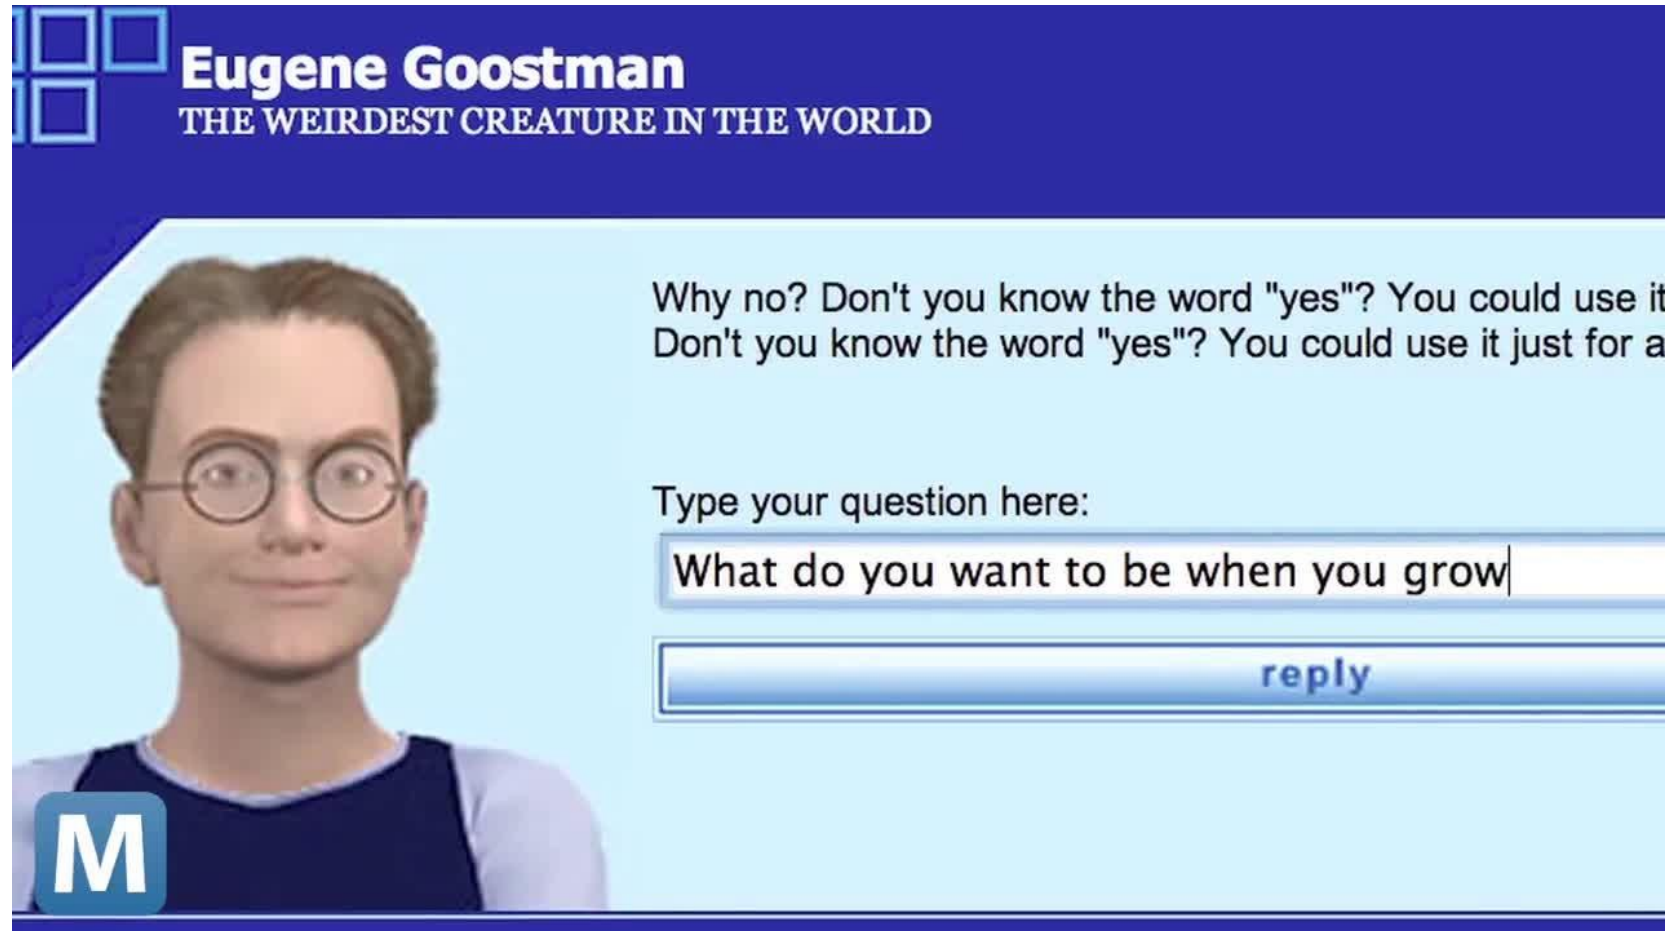 Eugene Goostman
THE WEIRDEST CREATURE IN THE WORLD
Why no? Don't you know the word "yes"? You could use it
Don't you know the word "yes"? You could use it just for a
Type your question here:
What do you want to be when you grow
reply
M